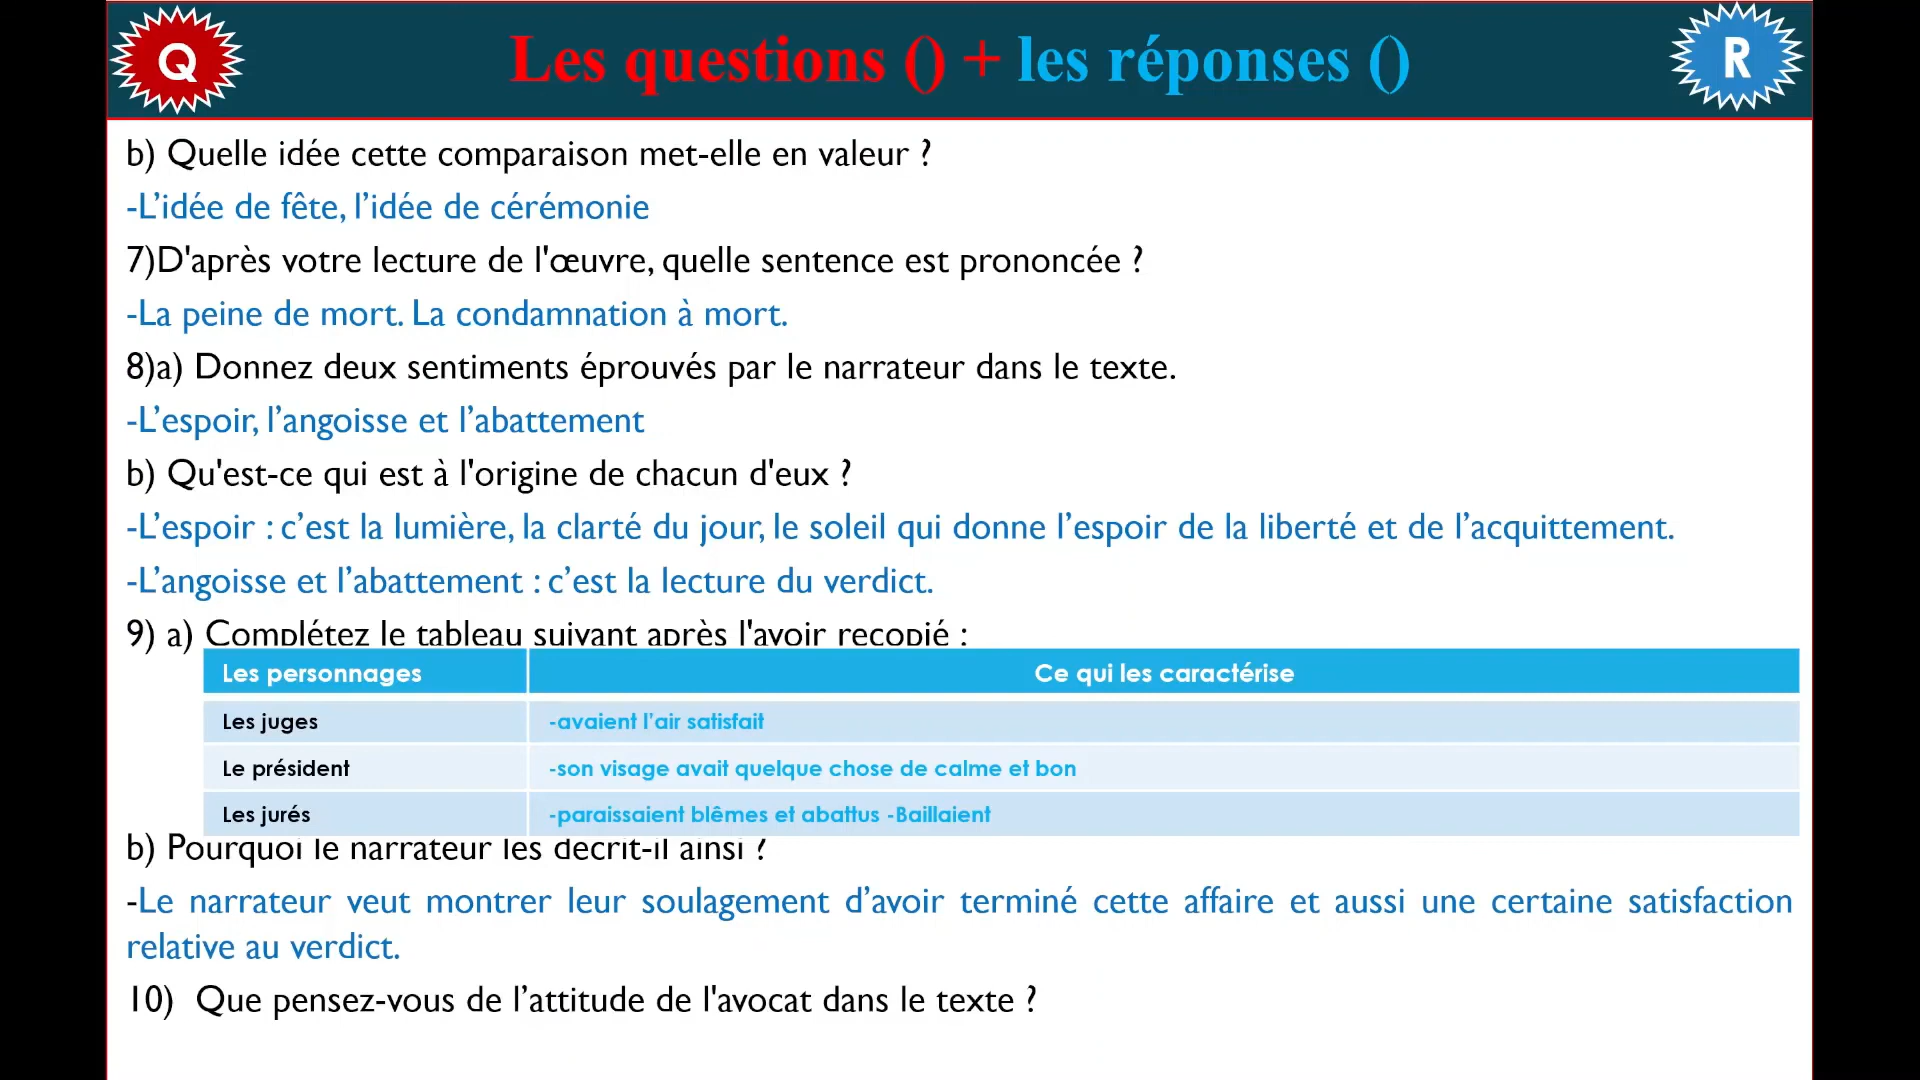 Q
Les questions () + les réponses ()
R
b) Quelle idée cette comparaison met-elle en valeur ?
-L’idée de fête, l’idée de cérémonie
7)D'après votre lecture de l'œuvre, quelle sentence est prononcée ?
-La peine de mort. La condamnation à mort.
8)a) Donnez deux sentiments éprouvés par le narrateur dans le texte.
-L’espoir, l’angoisse et l’abattement
b) Qu'est-ce qui est à l'origine de chacun d'eux ?
-L’espoir : c’est la lumière, la clarté du jour, le soleil qui donne l’espoir de la liberté et de l’acquittement.
-L’angoisse et l’abattement : c’est la lecture du verdict.
9) a) Complétez le tableau suivant après l'avoir recopié :
Les personnages Ce qui les caractérise
Les juges -avaient l’air satisfait
Le président -son visage avait quelque chose de calme et bon
Les jurés -paraissaient blêmes et abattus -Baillaient
b) Pourquoi le narrateur les décrit-il ainsi ?
-Le narrateur veut montrer leur soulagement d’avoir terminé cette affaire et aussi une certaine satisfaction
relative au verdict.
10) Que pensez-vous de l’attitude de l'avocat dans le texte ?